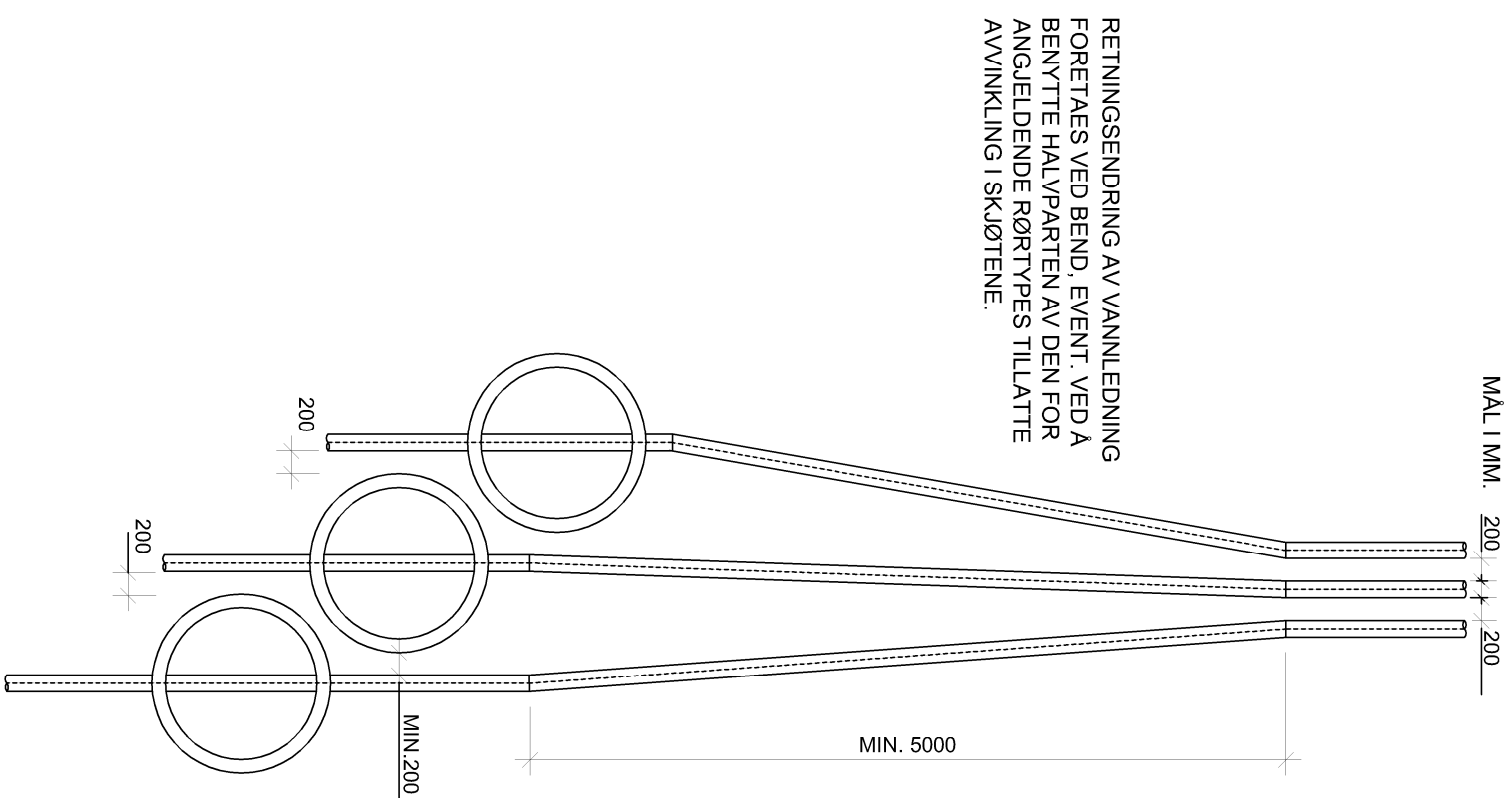 RETNINGSENDRING AV VANNLEDNING
FORETAES VED BEND, EVENT. VED Å
BENYTTE HALVPARTEN AV DEN FOR
ANGJELDENDE RØRTYPES TILLATTE
AVVINKLING I SKJØTENE.
MÅL I MM.
200
200
200
200
MIN.200
MIN. 5000